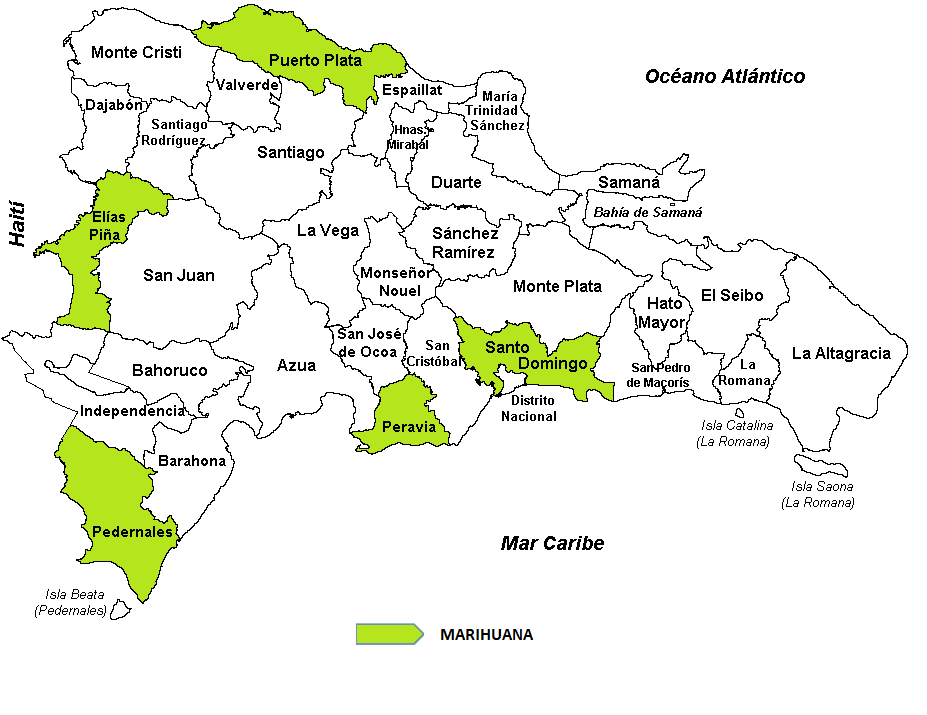 Monte Cristi
Puerto Plata
Océano Atlántico
Valverde
Espaillat
Dajabón
María
Trinidad
Sánchez
Santiago
Rodríguez
Hnas.
Mirabal
Santiago
Duarte
Samaná
Haití
Elías
Piña
Bahía de Samaná
La Vega
Sánchez
Ramírez
San Juan
Monseñor
Nouel
Monte Plata
El Seibo
Hato
Mayor
San José
de Ocoa
San
Cristóbal
Santo
Domingo
La Altagracia
Bahoruco
Azua
San Pedro
de Macorís
La
Romana
Independencia
Distrito
Nacional
Peravia
Isla Catalina
(La Romana)
Barahona
Isla Saona
(La Romana)
Pedernales
Mar Caribe
Isla Beata
(Pedernales)
MARIHUANA